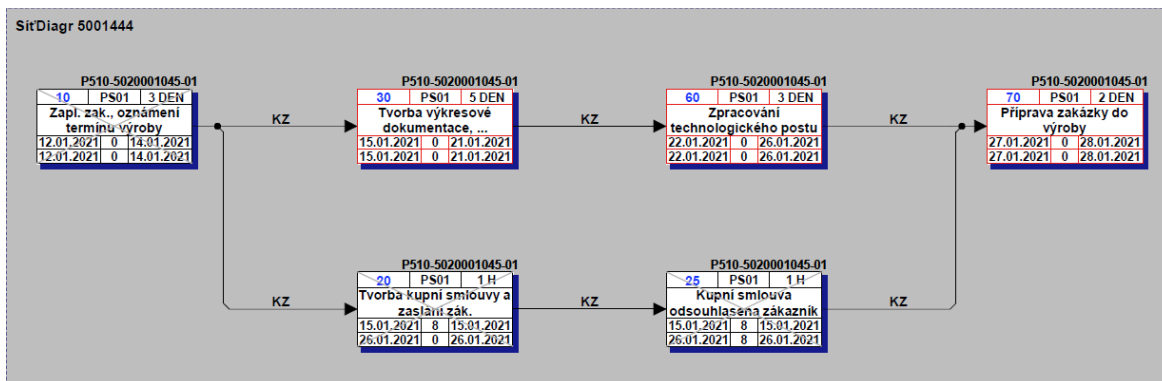 SíťDiagr 5001444
P510-5020001045-01
10 PS01 3 DEN
Zapl. zak., oznámení
termínu výroby
12.01.2021 0 14.01.2021
12.01.2021 0 14.01.2021
KZ
P510-5020001045-01
30 PS01 5 DEN
Tvorba výkresové
dokumentace, ...
15.01.2021 0 21.01.2021
15.01.2021 0 21.01.2021
KZ
P510-5020001045-01
60 PS01 3 DEN
Zpracování
technologického postu
22.01.2021 0 26.01.2021
22.01.2021 0 26.01.2021
KZ
P510-5020001045-01
70 PS01 2 DEN
Příprava zakázky do
výroby
27.01.2021 0 28.01.2021
27.01.2021 0 28.01.2021
KZ
P510-5020001045-01
20 PS01 1 H
Tvorba kupní smlouvy a
zaslání zák.
15.01.2021 8 15.01.2021
26.01.2021 0 26.01.2021
KZ
P510-5020001045-01
25 PS01 1 H
Kupní smlouva
odsouhlasena zákazník
15.01.2021 8 15.01.2021
26.01.2021 8 26.01.2021
KZ